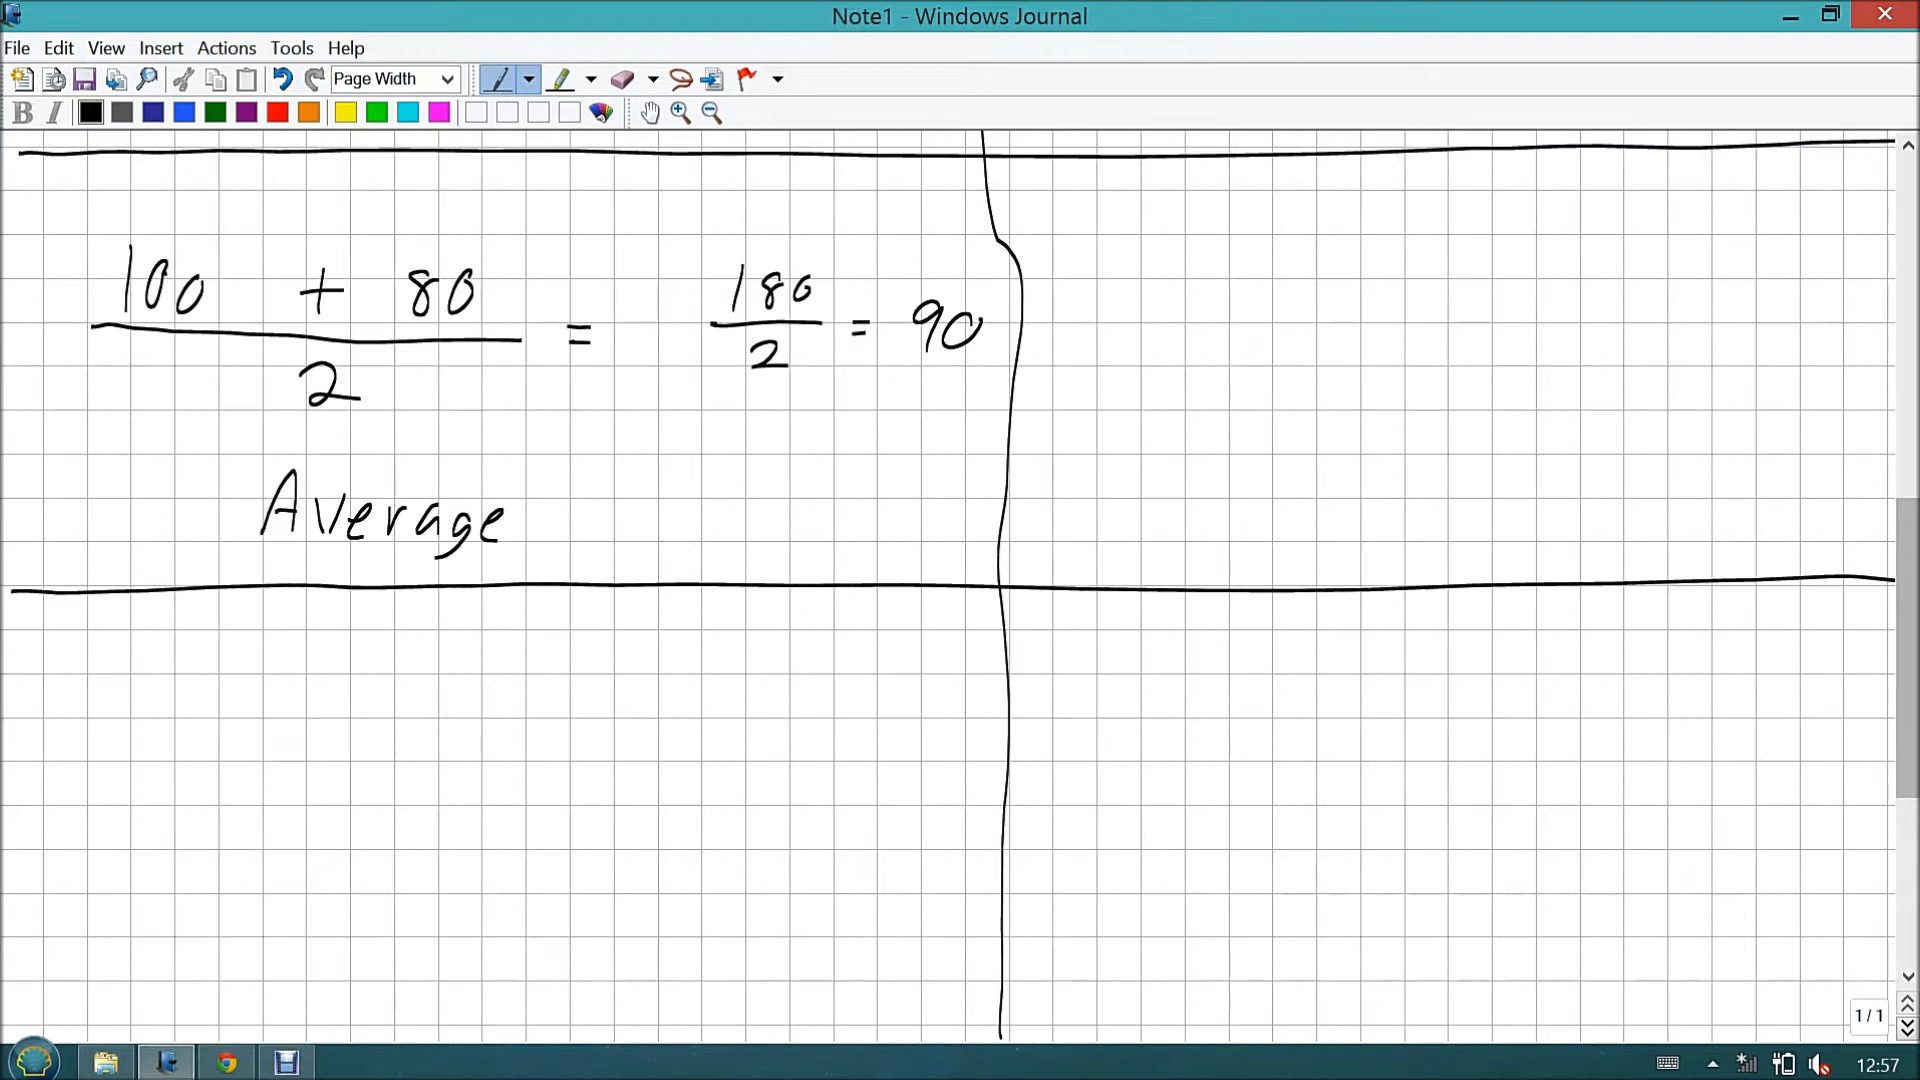 Note1 - Windows Journal
File Edit View Insert Actions Tools Help
Page Width
B I
100 + 80 / 2 = 180 / 2 = 90
Average
1 / 1
12:57